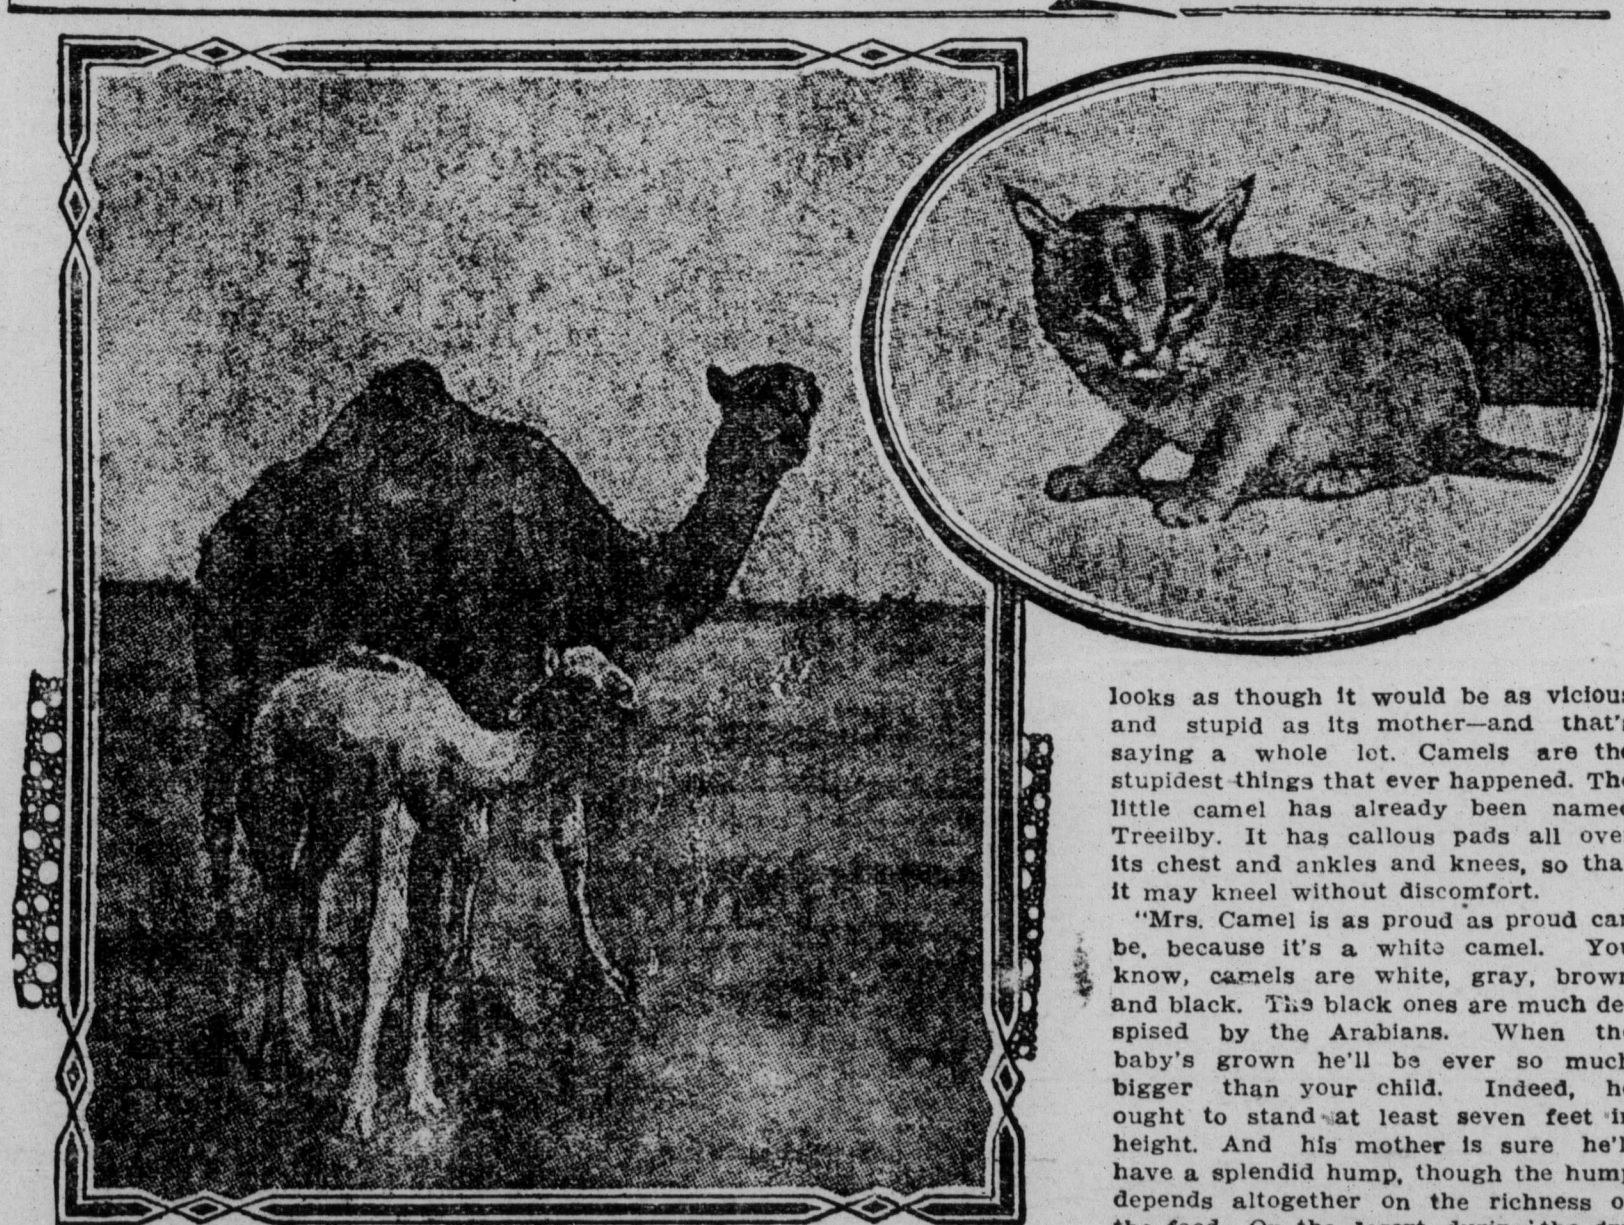 looks as though it would be as vicious
and stupid as its mother—and that's
saying a whole lot. Camels are the
stupidest things that ever happened. The
little camel has already been named
Treeilby. It has callous pads all over
its chest and ankles and knees, so that
it may kneel without discomfort.
"Mrs. Camel is as proud as proud can
be, because it's a white camel. You
know, camels are white, gray, brown
and black. The black ones are much de-
spised by the Arabians. When the
baby's grown he'll be ever so much
bigger than your child. Indeed, he
ought to stand at least seven feet in
height. And his mother is sure he'll
have a splendid hump, though the hump
depends altogether on the richness of